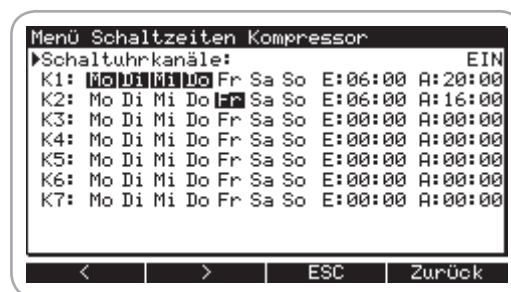 Menü Schaltzeiten Kompressor
▶Schaltuhrkanäle: EIN
K1: Mo Di Mi Do Fr Sa So E:06:00 A:20:00
K2: Mo Di Mi Do Fr Sa So E:06:00 A:16:00
K3: Mo Di Mi Do Fr Sa So E:00:00 A:00:00
K4: Mo Di Mi Do Fr Sa So E:00:00 A:00:00
K5: Mo Di Mi Do Fr Sa So E:00:00 A:00:00
K6: Mo Di Mi Do Fr Sa So E:00:00 A:00:00
K7: Mo Di Mi Do Fr Sa So E:00:00 A:00:00
< > ESC Zurück